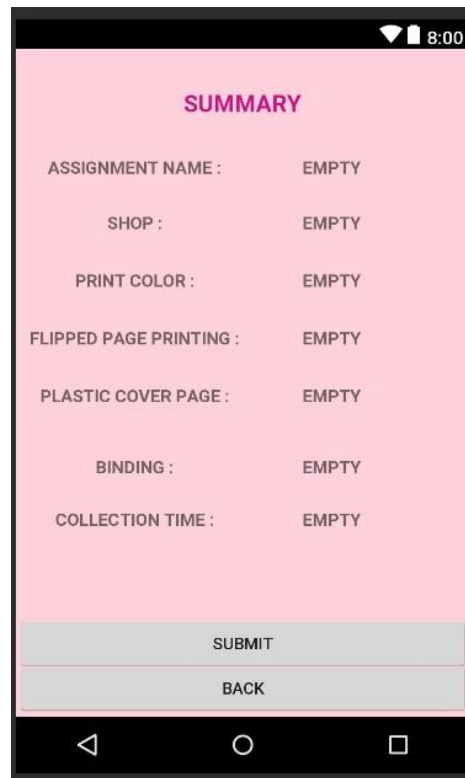 8:00
SUMMARY
ASSIGNMENT NAME : EMPTY
SHOP : EMPTY
PRINT COLOR : EMPTY
FLIPPED PAGE PRINTING : EMPTY
PLASTIC COVER PAGE : EMPTY
BINDING : EMPTY
COLLECTION TIME : EMPTY
SUBMIT
BACK